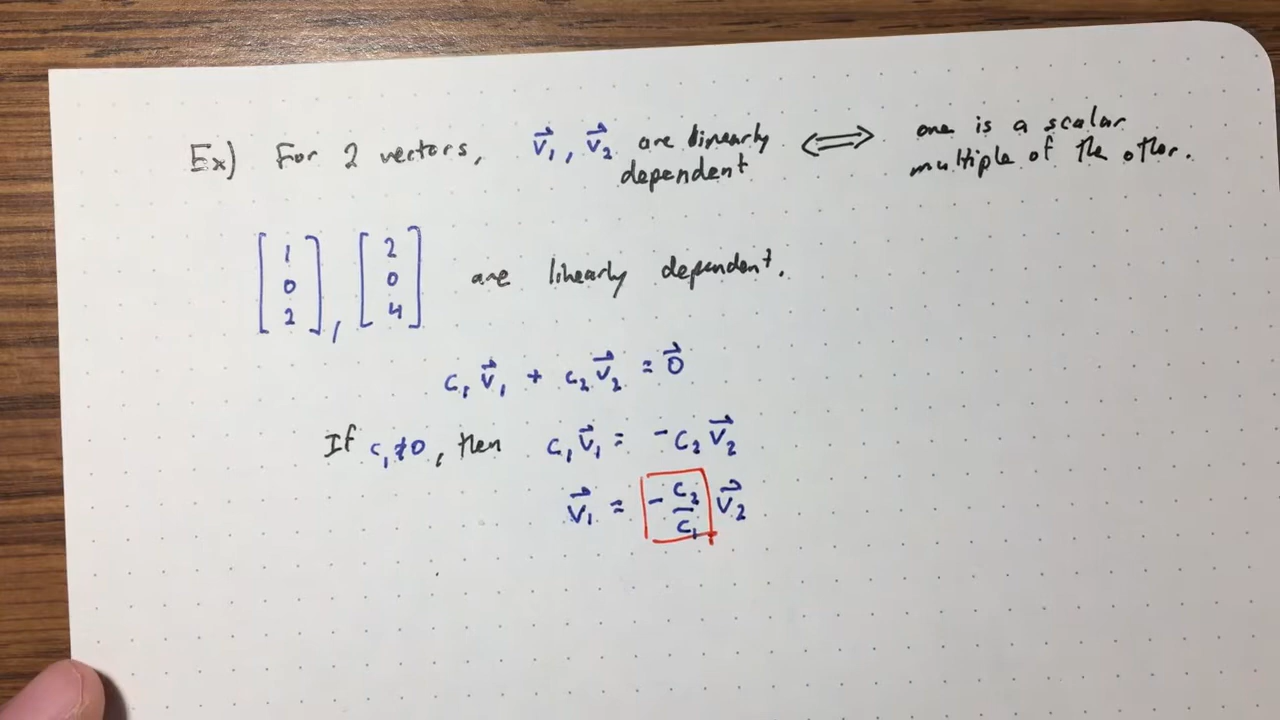 Ex) For 2 vectors, v⃗₁, v⃗₂ are linearly dependent ⟺ one is a scalar multiple of the other.
[1 0 2], [2 0 4] are linearly dependent.
c₁v⃗₁ + c₂v⃗₂ = 0⃗
If c₁≠0, then c₁v⃗₁ = -c₂v⃗₂
v⃗₁ = -c₂/c₁ v⃗₂